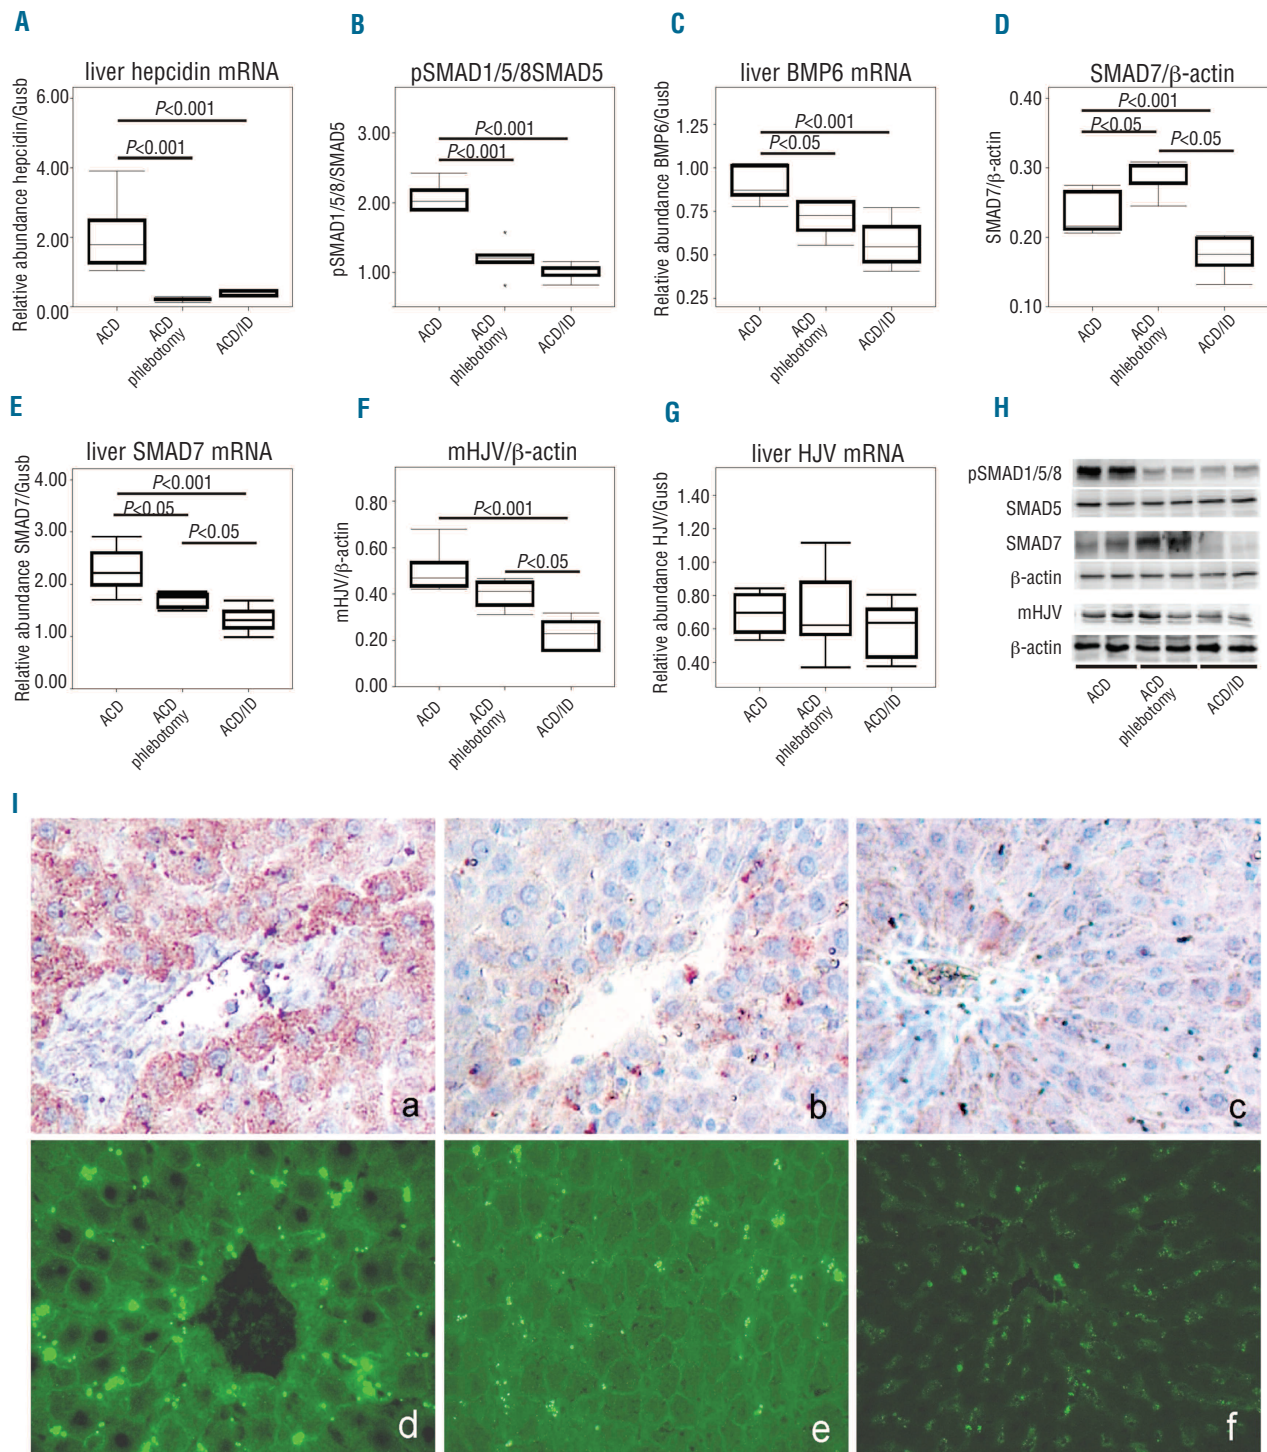 A
liver hepcidin mRNA
Relative abundance hepcidin/Gusb
6.00
4.00
2.00
0.00
P<0.001
P<0.001
ACD
ACD
phlebotomy
ACD/ID
B
pSMAD1/5/8SMAD5
pSMAD1/5/8/SMAD5
3.00
2.00
1.00
P<0.001
P<0.001
*
*
ACD
ACD
phlebotomy
ACD/ID
C
liver BMP6 mRNA
Relative abundance BMP6/Gusb
1.25
1.00
0.75
0.50
0.25
P<0.001
P<0.05
ACD
ACD
phlebotomy
ACD/ID
D
SMAD7/β-actin
SMAD7/β-actin
0.40
0.30
0.20
0.10
P<0.001
P<0.05
P<0.05
ACD
ACD
phlebotomy
ACD/ID
E
liver SMAD7 mRNA
Relative abundance SMAD7/Gusb
4.00
3.00
2.00
1.00
0.00
P<0.001
P<0.05
P<0.05
ACD
ACD
phlebotomy
ACD/ID
F
mHJV/β-actin
mHJV/β-actin
0.80
0.60
0.40
0.20
0.00
P<0.001
P<0.05
ACD
ACD
phlebotomy
ACD/ID
G
liver HJV mRNA
Relative abundance HJV/Gusb
1.40
1.20
1.00
0.80
0.60
0.40
ACD
ACD
phlebotomy
ACD/ID
H
pSMAD1/5/8
SMAD5
SMAD7
β-actin
mHJV
β-actin
ACD
ACD
phlebotomy
ACD/ID
I
a
b
c
d
e
f